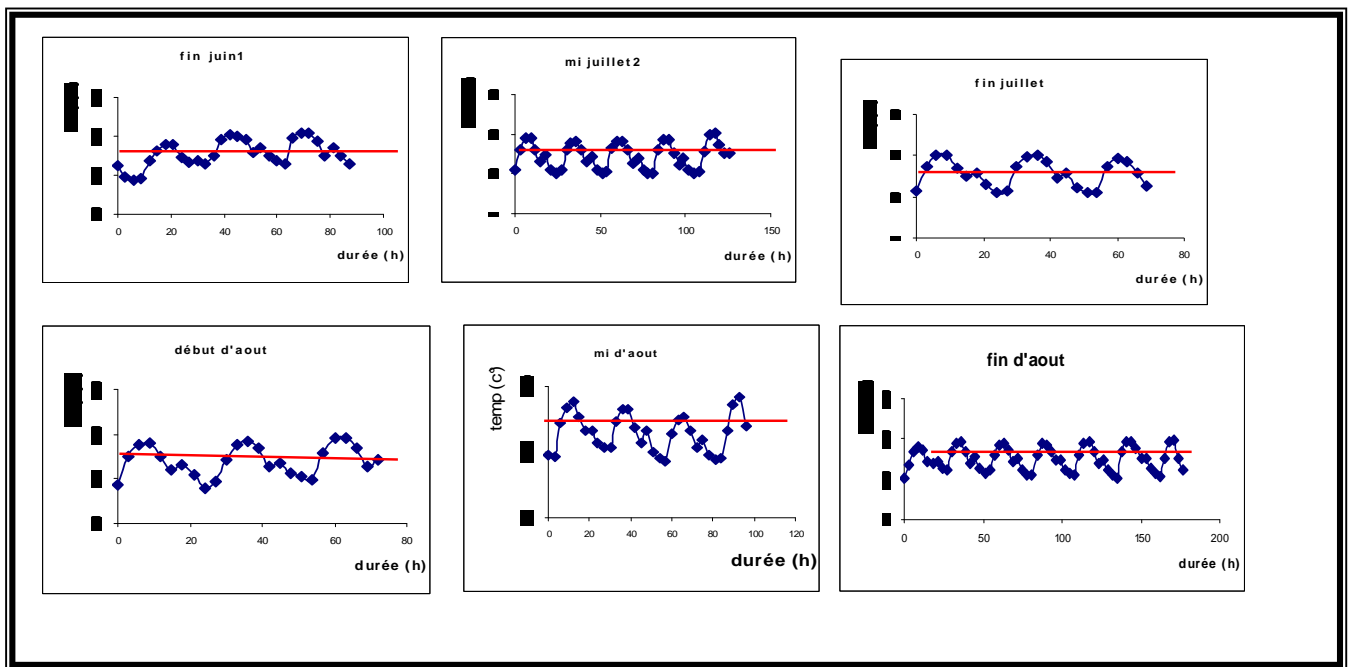 fin juin1
0 20 40 60 80 100
durée (h)
mi juillet2
0 50 100 150
durée (h)
fin juillet
0 20 40 60 80
durée (h)
début d'aout
0 20 40 60 80
durée (h)
mi d'aout
temp (c°)
0 20 40 60 80 100 120
durée (h)
fin d'aout
0 50 100 150 200
durée (h)